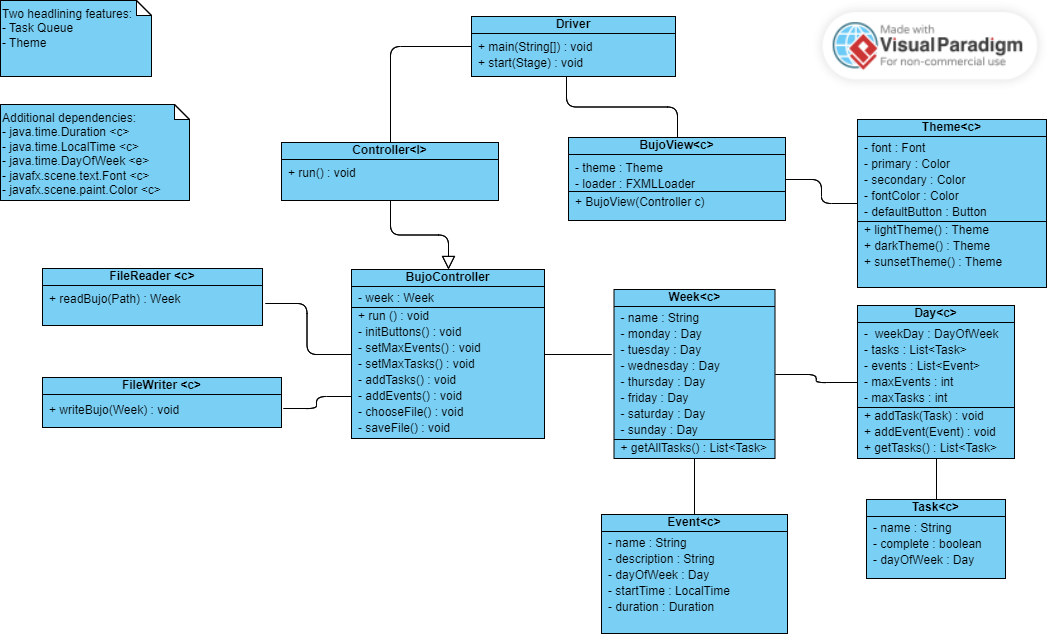 Two headlining features:
- Task Queue
- Theme
Additional dependencies:
- java.time.Duration <c>
- java.time.LocalTime <c>
- java.time.DayOfWeek <e>
- javafx.scene.text.Font <c>
- javafx.scene.paint.Color <c>
Driver
+ main(String[]) : void
+ start(Stage) : void
Made with
Visual Paradigm
For non-commercial use
Controller<I>
+ run() : void
BujoView<c>
- theme : Theme
- loader : FXMLLoader
+ BujoView(Controller c)
Theme<c>
- font : Font
- primary : Color
- secondary : Color
- fontColor : Color
- defaultButton : Button
+ lightTheme() : Theme
+ darkTheme() : Theme
+ sunsetTheme() : Theme
FileReader <c>
+ readBujo(Path) : Week
FileWriter <c>
+ writeBujo(Week) : void
BujoController
- week : Week
+ run () : void
- initButtons() : void
- setMaxEvents() : void
- setMaxTasks() : void
- addTasks() : void
- addEvents() : void
- chooseFile() : void
- saveFile() : void
Week<c>
- name : String
- monday : Day
- tuesday : Day
- wednesday : Day
- thursday : Day
- friday : Day
- saturday : Day
- sunday : Day
+ getAllTasks() : List<Task>
Day<c>
- weekDay : DayOfWeek
- tasks : List<Task>
- events : List<Event>
- maxEvents : int
- maxTasks : int
+ addTask(Task) : void
+ addEvent(Event) : void
+ getTasks() : List<Task>
Event<c>
- name : String
- description : String
- dayOfWeek : Day
- startTime : LocalTime
- duration : Duration
Task<c>
- name : String
- complete : boolean
- dayOfWeek : Day